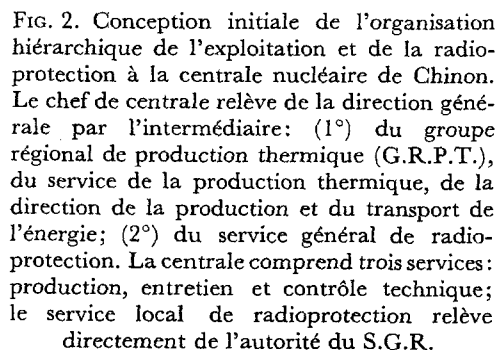 FIG. 2. Conception initiale de l'organisation
hiérarchique de l'exploitation et de la radio-
protection à la centrale nucléaire de Chinon.
Le chef de centrale relève de la direction géné-
rale par l'intermédiaire: (1°) du groupe
régional de production thermique (G.R.P.T.),
du service de la production thermique, de la
direction de la production et du transport de
l'énergie; (2°) du service général de radio-
protection. La centrale comprend trois services:
production, entretien et contrôle technique;
le service local de radioprotection relève
directement de l'autorité du S.G.R.